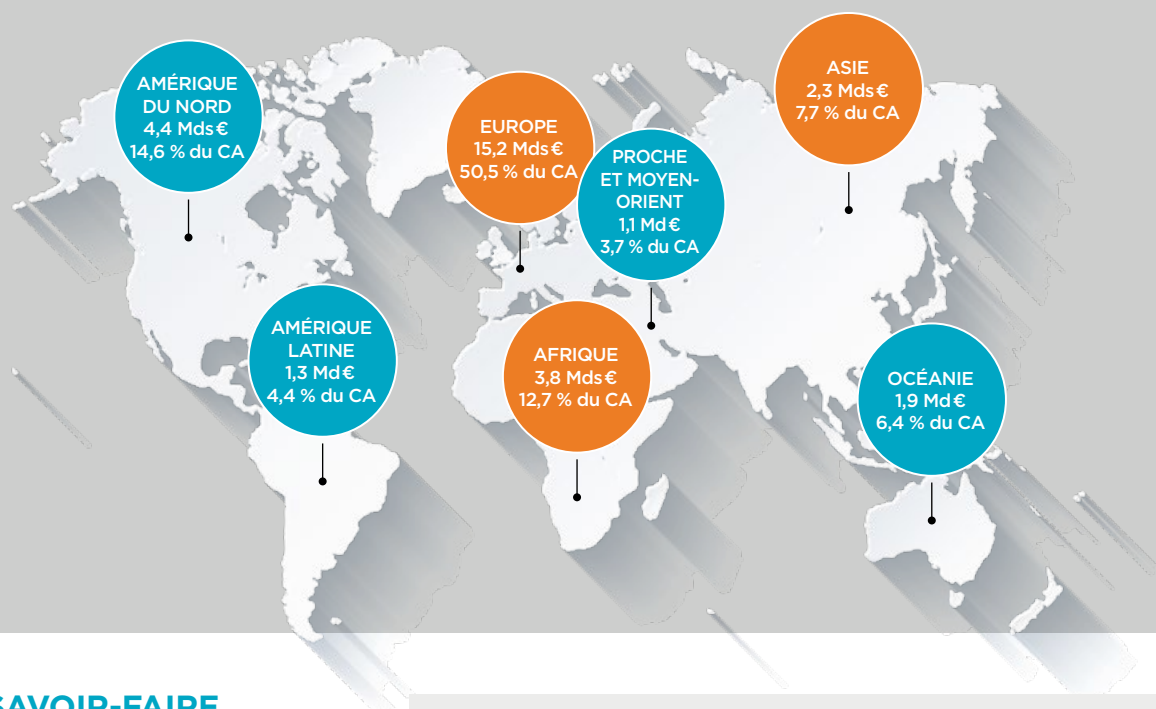 AMÉRIQUE
DU NORD
4,4 Mds €
14,6 % du CA
EUROPE
15,2 Mds €
50,5 % du CA
PROCHE
ET MOYEN-
ORIENT
1,1 Md €
3,7 % du CA
ASIE
2,3 Mds €
7,7 % du CA
AMÉRIQUE
LATINE
1,3 Md €
4,4 % du CA
AFRIQUE
3,8 Mds €
12,7 % du CA
OCÉANIE
1,9 Md €
6,4 % du CA
SAVOIR-FAIRE